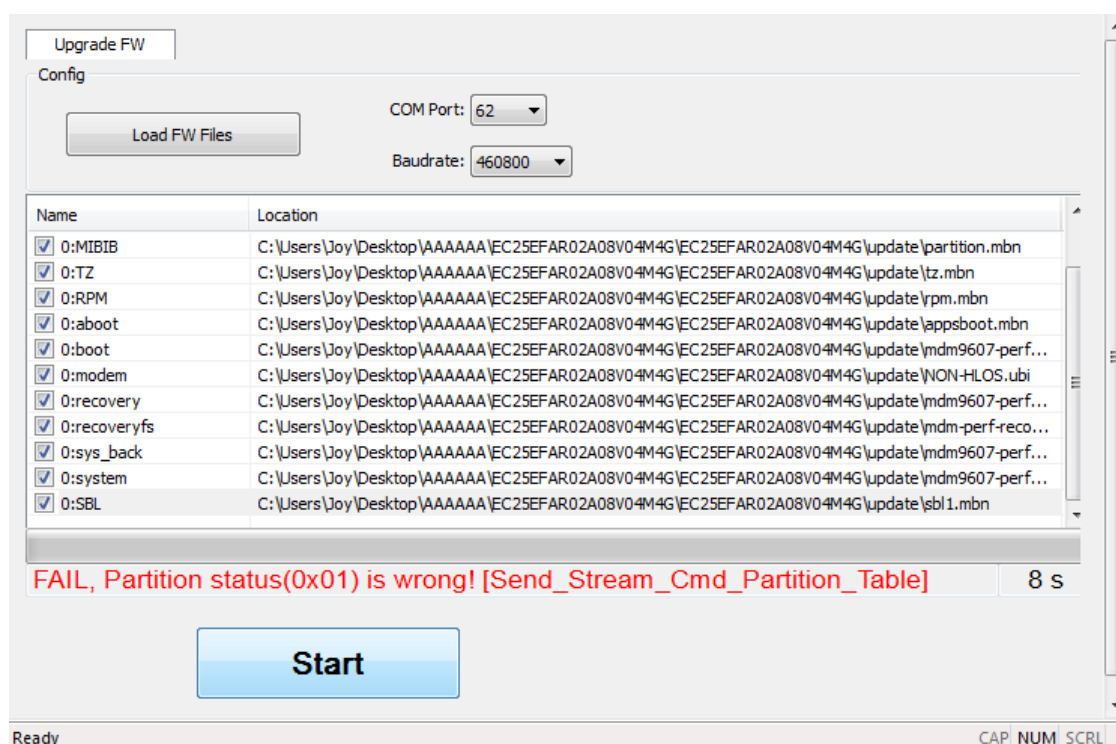 Upgrade FW
Config
Load FW Files
COM Port: 62
Baudrate: 460800
Name Location
0:MIBIB C:\Users\Joy\Desktop\AAAAAA\EC25EFAR02A08V04M4G\EC25EFAR02A08V04M4G\update\partition.mbn
0:TZ C:\Users\Joy\Desktop\AAAAAA\EC25EFAR02A08V04M4G\EC25EFAR02A08V04M4G\update\tz.mbn
0:RPM C:\Users\Joy\Desktop\AAAAAA\EC25EFAR02A08V04M4G\EC25EFAR02A08V04M4G\update\rpm.mbn
0:aboot C:\Users\Joy\Desktop\AAAAAA\EC25EFAR02A08V04M4G\EC25EFAR02A08V04M4G\update\appsboot.mbn
0:boot C:\Users\Joy\Desktop\AAAAAA\EC25EFAR02A08V04M4G\EC25EFAR02A08V04M4G\update\mdm9607-perf...
0:modem C:\Users\Joy\Desktop\AAAAAA\EC25EFAR02A08V04M4G\EC25EFAR02A08V04M4G\update\NON-HLOS.ubi
0:recovery C:\Users\Joy\Desktop\AAAAAA\EC25EFAR02A08V04M4G\EC25EFAR02A08V04M4G\update\mdm9607-perf...
0:recoveryfs C:\Users\Joy\Desktop\AAAAAA\EC25EFAR02A08V04M4G\EC25EFAR02A08V04M4G\update\mdm-perf-reco...
0:sys_back C:\Users\Joy\Desktop\AAAAAA\EC25EFAR02A08V04M4G\EC25EFAR02A08V04M4G\update\mdm9607-perf...
0:system C:\Users\Joy\Desktop\AAAAAA\EC25EFAR02A08V04M4G\EC25EFAR02A08V04M4G\update\mdm9607-perf...
0:SBL C:\Users\Joy\Desktop\AAAAAA\EC25EFAR02A08V04M4G\EC25EFAR02A08V04M4G\update\sbl1.mbn
FAIL, Partition status(0x01) is wrong! [Send_Stream_Cmd_Partition_Table] 8 s
Start
Ready CAP NUM SCRL